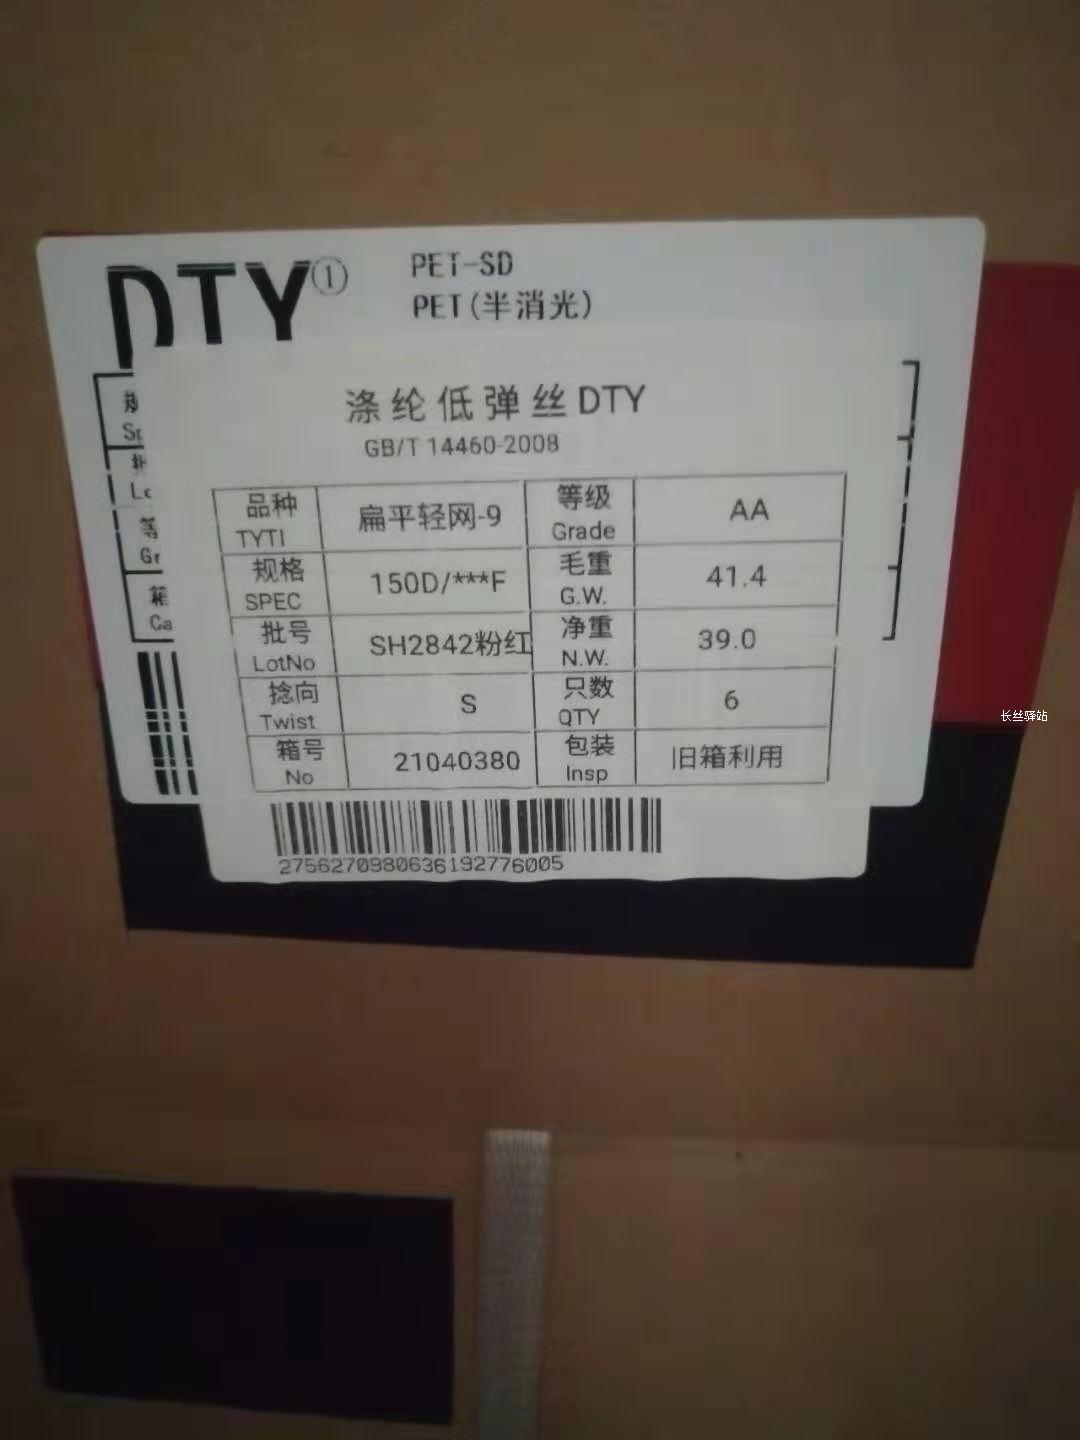 DTY① PET-SD
PET(半消光)
涤纶低弹丝DTY
GB/T 14460-2008
品种 扁平轻网-9 等级 AA
TYTI Grade
规格 150D/***F 毛重 41.4
SPEC G.W.
批号 SH2842粉红 净重 39.0
LotNo N.W.
捻向 S 只数 6
Twist QTY
箱号 21040380 包装 旧箱利用
No Insp
2756270980636192776005
长丝驿站